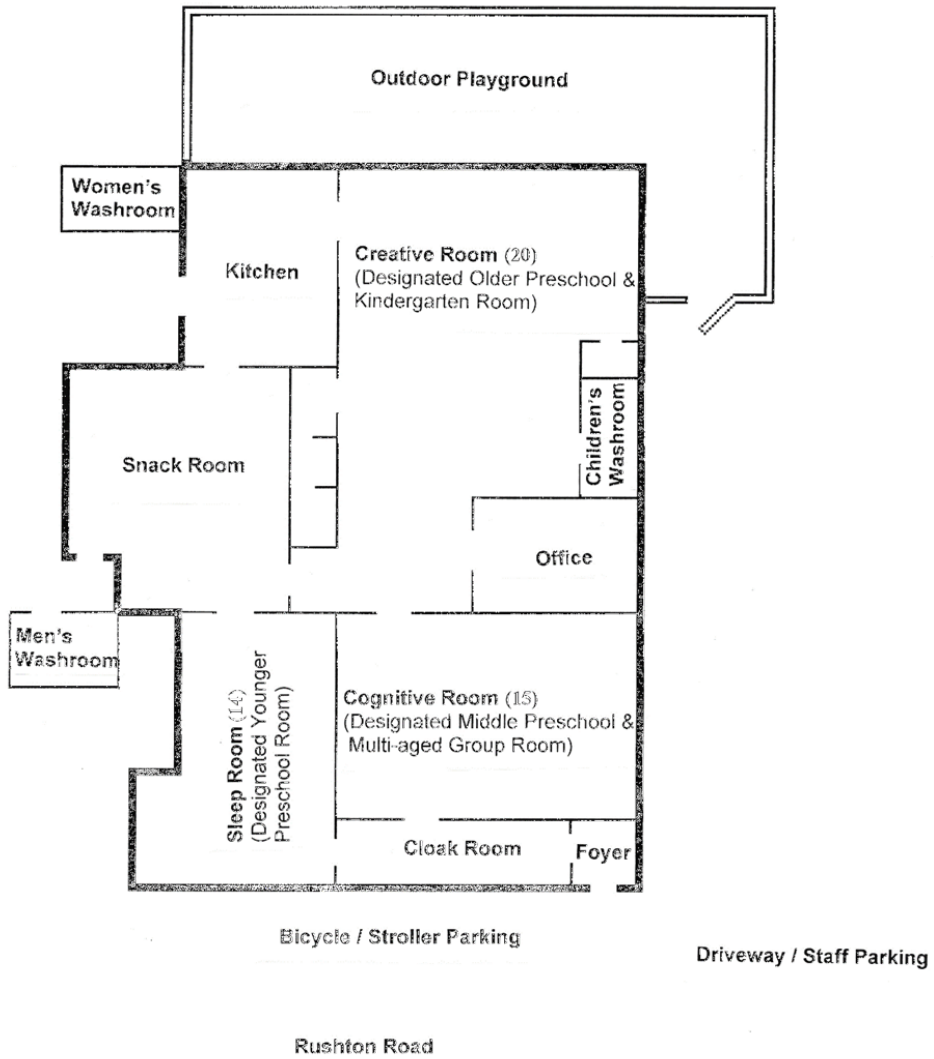 Outdoor Playground
Women's
Washroom
Kitchen
Creative Room (20)
(Designated Older Preschool &
Kindergarten Room)
Children's
Washroom
Snack Room
Office
Men's
Washroom
Sleep Room (14)
(Designated Younger
Preschool Room)
Cognitive Room (15)
(Designated Middle Preschool &
Multi-aged Group Room)
Cloak Room
Foyer
Bicycle / Stroller Parking
Driveway / Staff Parking
Rushton Road